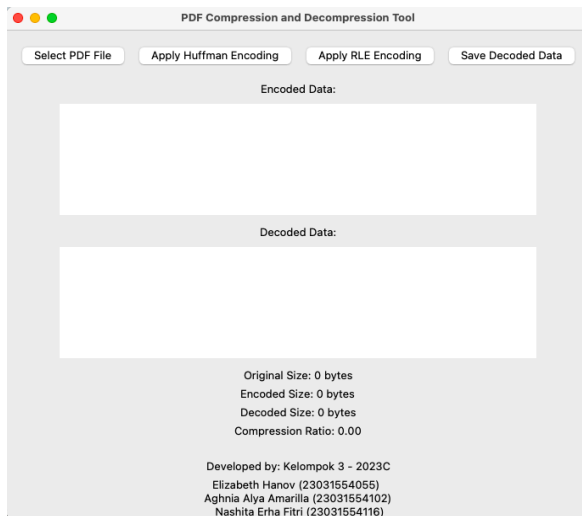 PDF Compression and Decompression Tool
Select PDF File Apply Huffman Encoding Apply RLE Encoding Save Decoded Data
Encoded Data:
Decoded Data:
Original Size: 0 bytes
Encoded Size: 0 bytes
Decoded Size: 0 bytes
Compression Ratio: 0.00
Developed by: Kelompok 3 - 2023C
Elizabeth Hanov (23031554055)
Aghnia Alya Amarilla (23031554102)
Nashita Erha Fitri (23031554116)